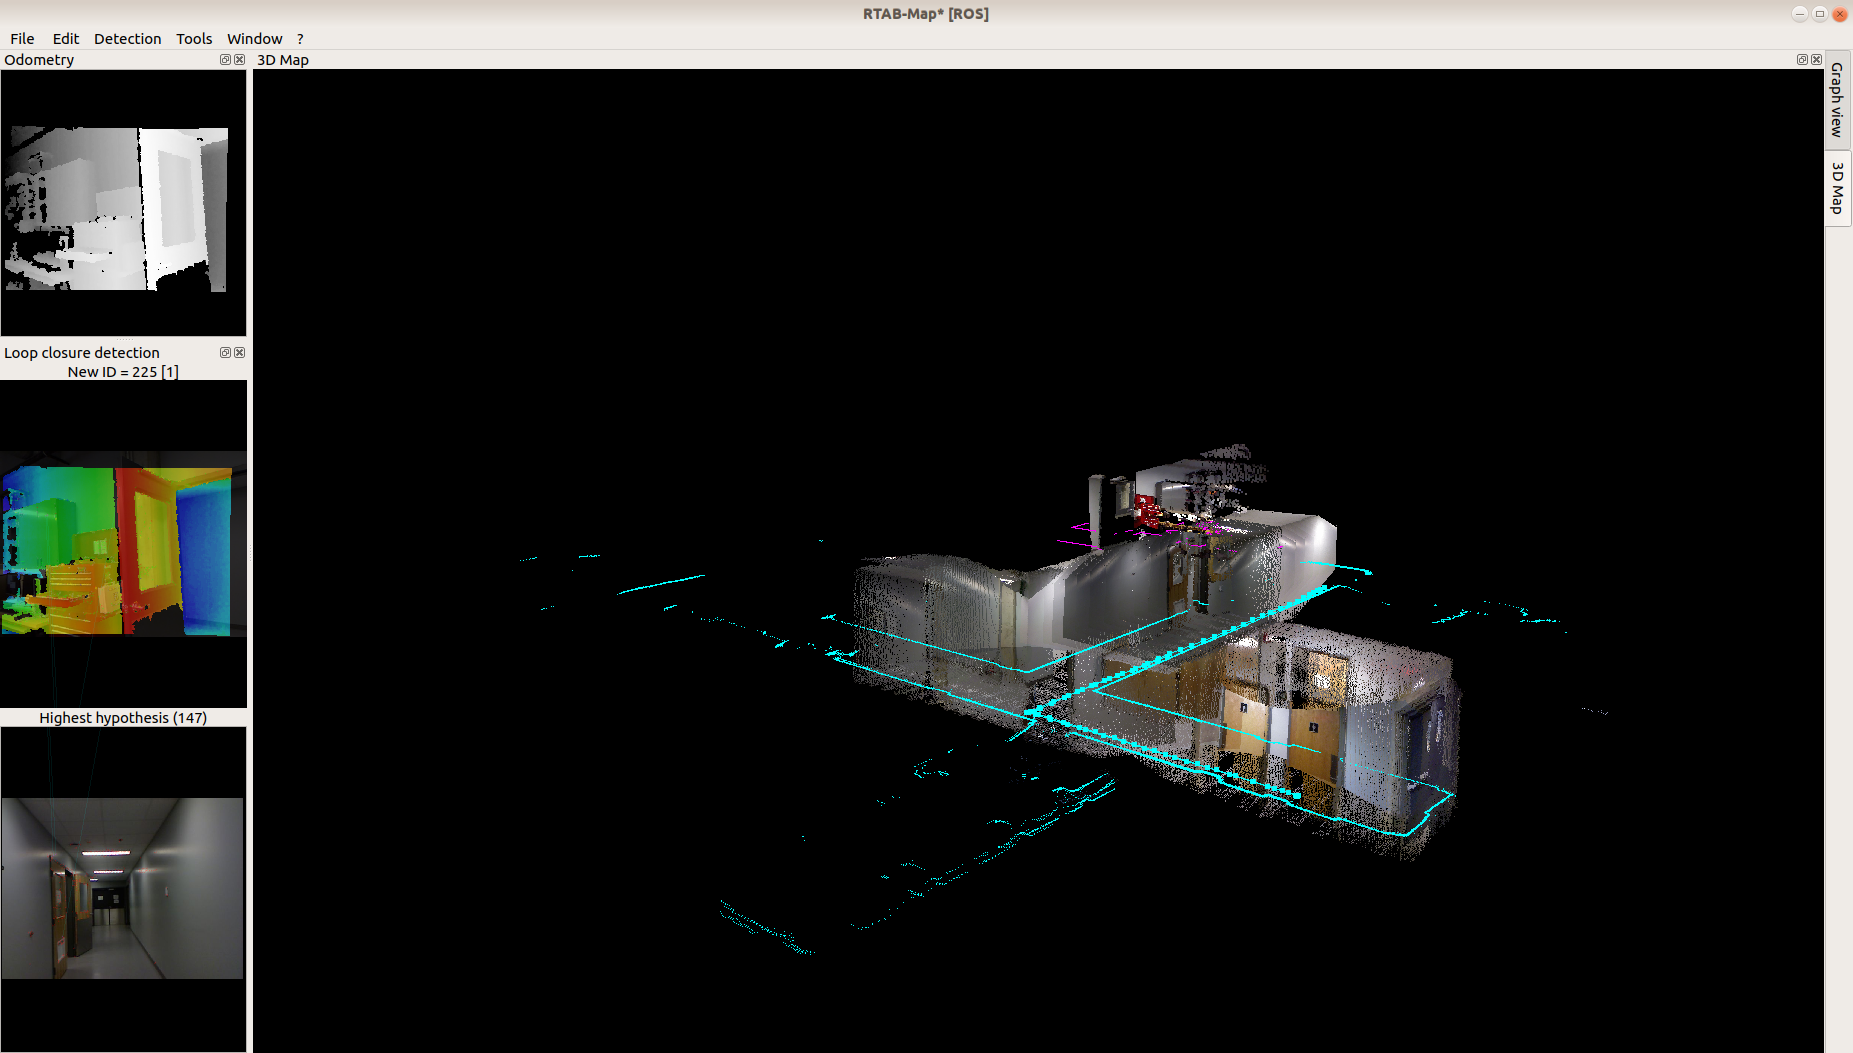 RTAB-Map* [ROS]
File Edit Detection Tools Window ?
Odometry
3D Map
Graph view
3D Map
Loop closure detection
New ID = 225 [1]
Highest hypothesis (147)